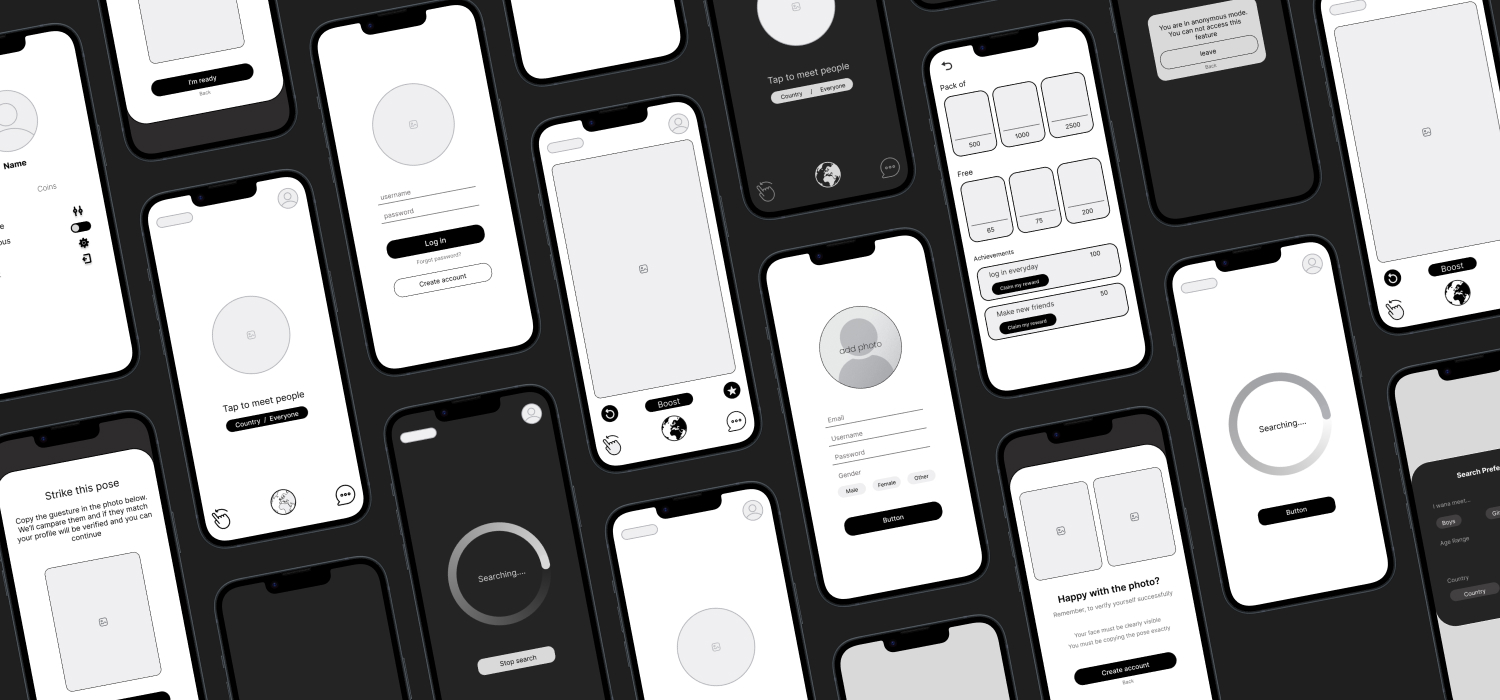 Name
Coins
I'm ready
Back
Tap to meet people
Country / Everyone
Strike this pose
Copy the guesture in the photo below.
We'll campare them and if they match
your profile will be verified and you can
continue
username
password
Log in
Forgot password?
Create account
Searching....
Stop search
Boost
Tap to meet people
Country / Everyone
add photo
Email
Username
Password
Gender
Male Female Other
Button
Pack of
500 1000 2500
Free
65 75 200
Achievements
log in everyday 100
Claim my reward
Make new friends 50
Claim my reward
Happy with the photo?
Remember, to verify yourself successfully
Your face must be clearly visible
You must be copying the pose exactly
Create account
Back
You are in anonymous mode.
You can not access this
feature
leave
Back
Searching....
Button
Boost
I wana meet...
Boys
Age Range
Country
Country